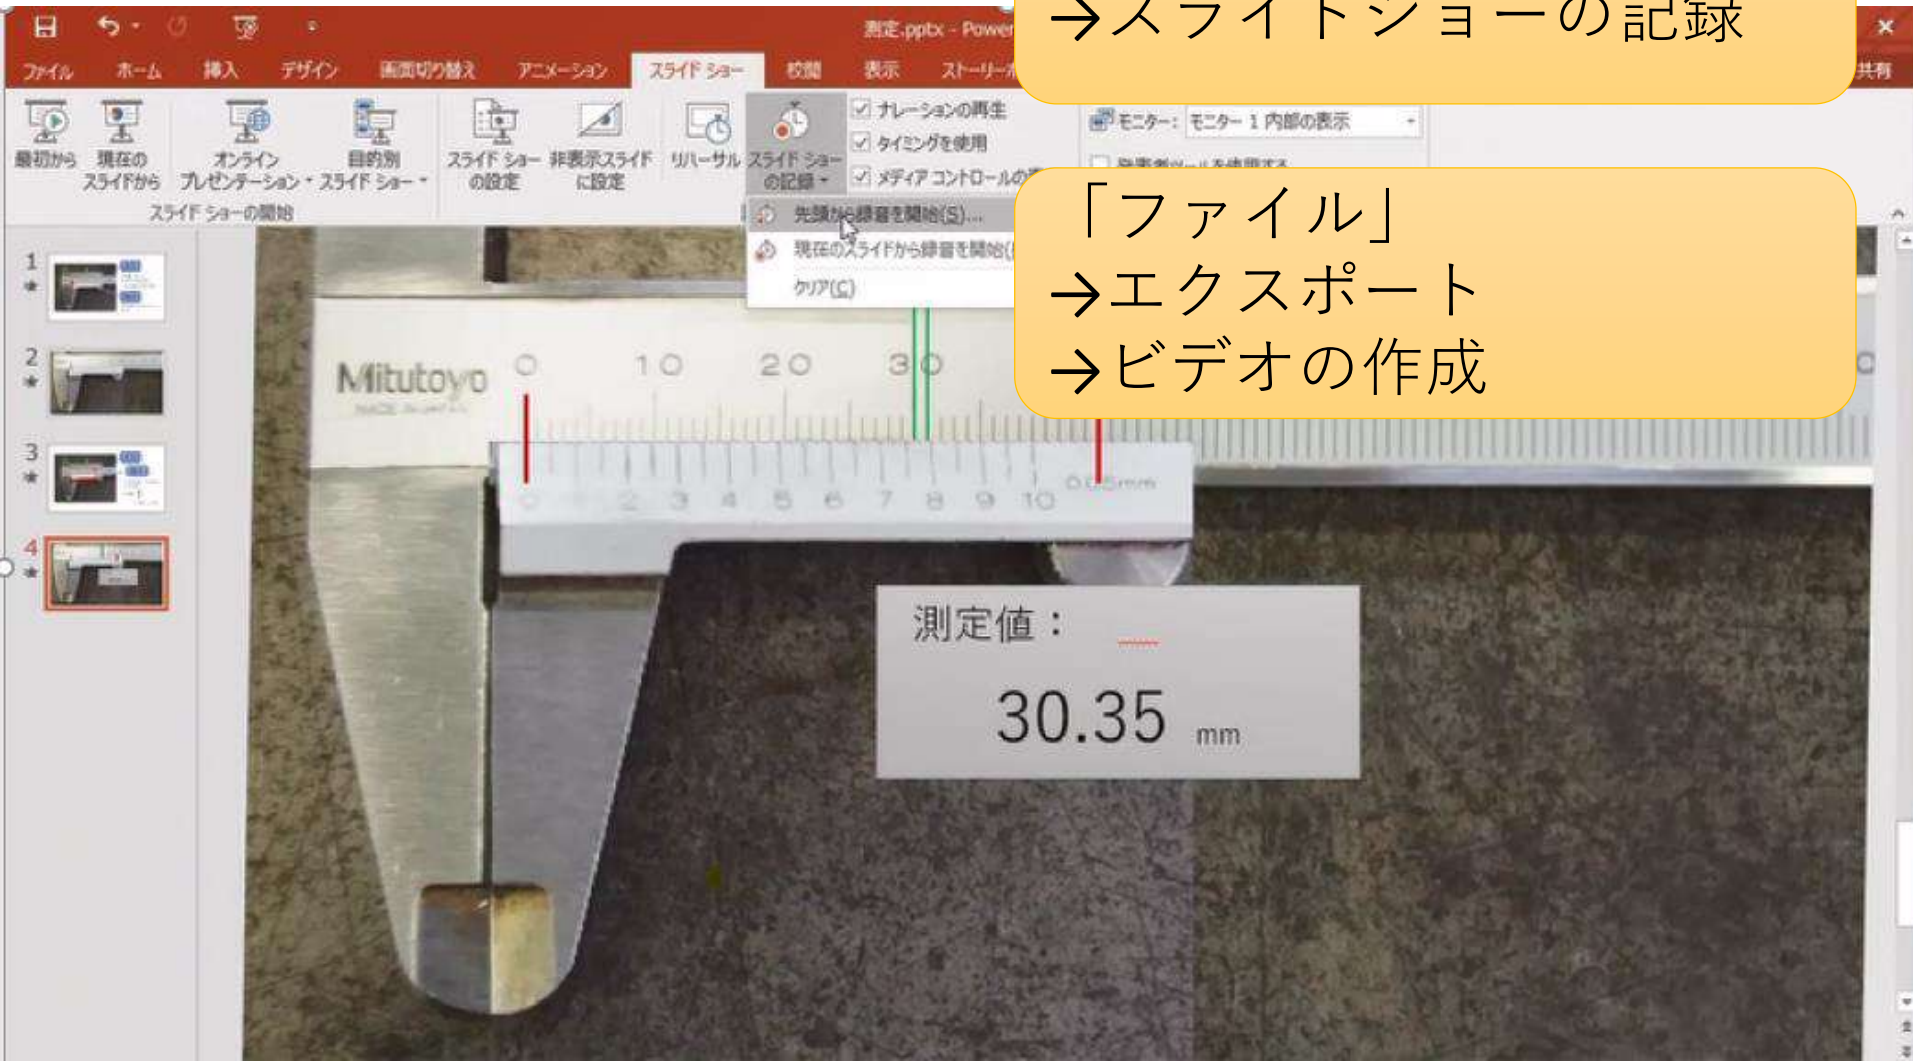 →スライドショーの記録
測定.pptx - Power
ファイル ホーム 挿入 デザイン 画面切り替え アニメーション スライド ショー 校閲 表示 共有
最初から
現在の
スライドから
オンライン
プレゼンテーション
目的別
スライド ショー
スライド ショー
の設定
非表示スライド
に設定
リハーサル
スライド ショー
の記録
ナレーションの再生
タイミングを使用
メディア コントロールの
モニター: モニター 1 内部の表示
スライド ショーの開始
先頭から録音を開始(S)...
現在のスライドから録音を開始(
クリア(C)
「ファイル」
→エクスポート
→ビデオの作成
1
2
3
4
Mitutoyo
0 10 20 30
0 2 3 4 5 6 7 8 9 10 0.05mm
測定値：
30.35 mm